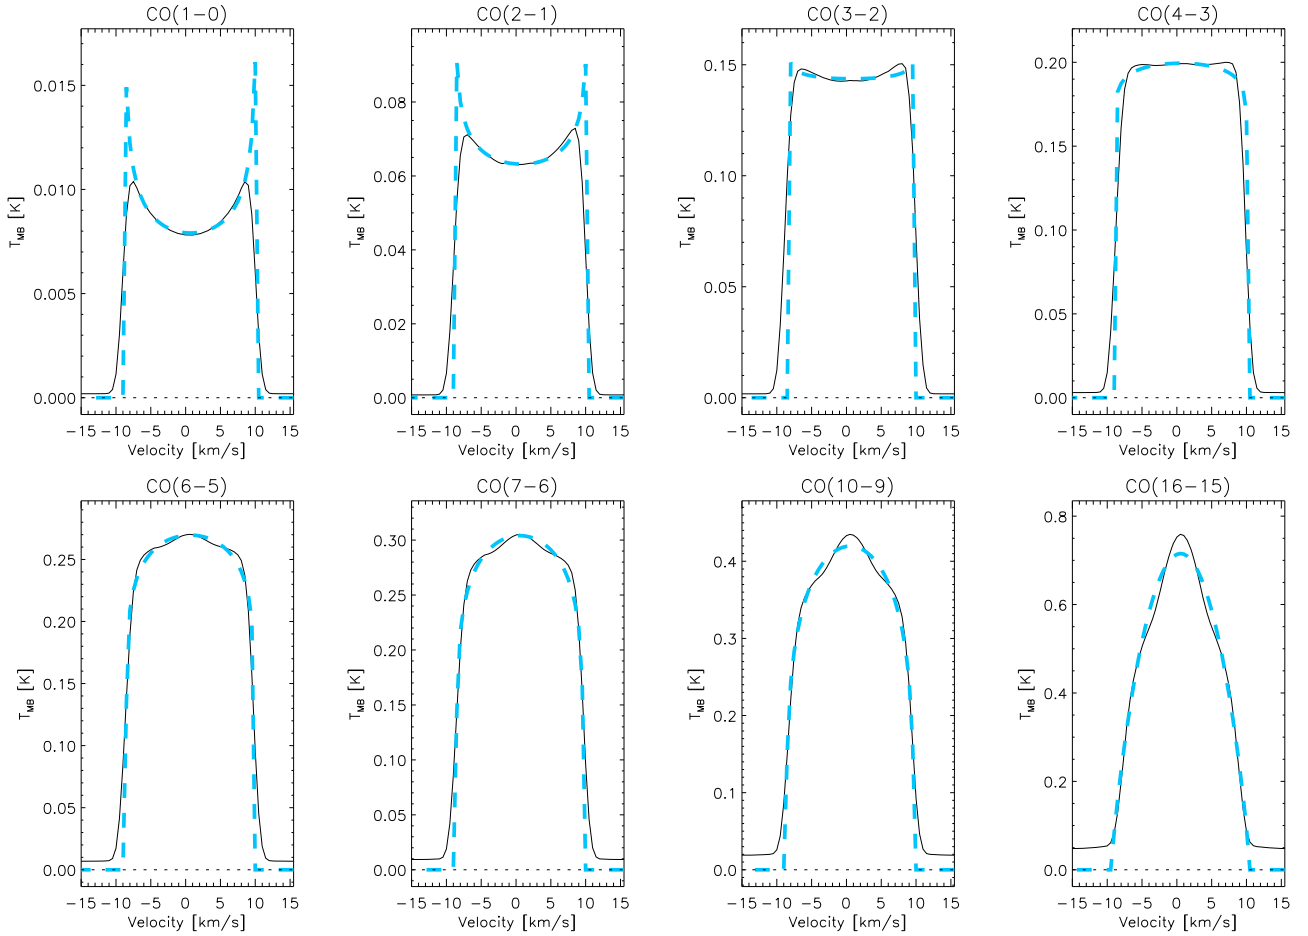 CO(1−0)
T_MB [K]
0.015
0.010
0.005
0.000
−15 −10 −5 0 5 10 15
Velocity [km/s]
CO(2−1)
T_MB [K]
0.08
0.06
0.04
0.02
0.00
−15 −10 −5 0 5 10 15
Velocity [km/s]
CO(3−2)
T_MB [K]
0.15
0.10
0.05
0.00
−15 −10 −5 0 5 10 15
Velocity [km/s]
CO(4−3)
T_MB [K]
0.20
0.15
0.10
0.05
0.00
−15 −10 −5 0 5 10 15
Velocity [km/s]
CO(6−5)
T_MB [K]
0.25
0.20
0.15
0.10
0.05
0.00
−15 −10 −5 0 5 10 15
Velocity [km/s]
CO(7−6)
T_MB [K]
0.30
0.25
0.20
0.15
0.10
0.05
0.00
−15 −10 −5 0 5 10 15
Velocity [km/s]
CO(10−9)
T_MB [K]
0.4
0.3
0.2
0.1
0.0
−15 −10 −5 0 5 10 15
Velocity [km/s]
CO(16−15)
T_MB [K]
0.8
0.6
0.4
0.2
0.0
−15 −10 −5 0 5 10 15
Velocity [km/s]